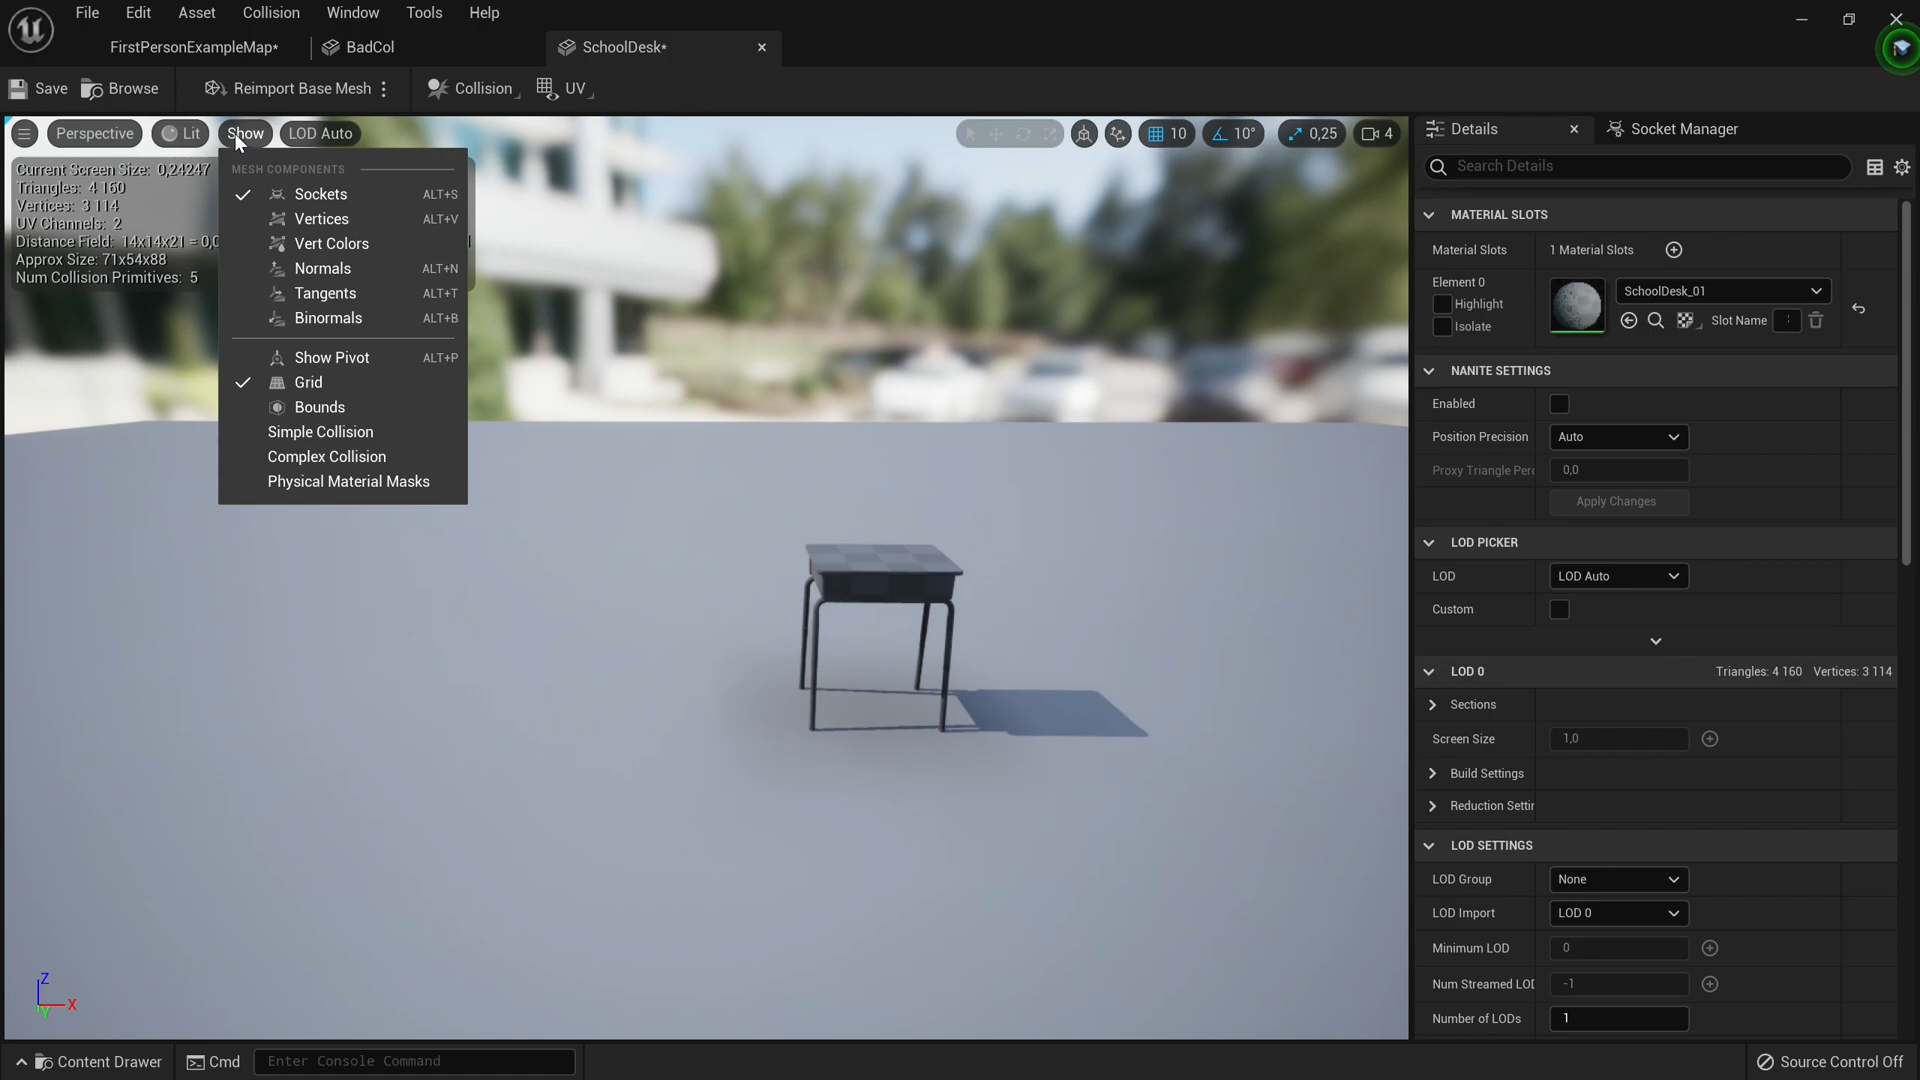 File Edit Asset Collision Window Tools Help
FirstPersonExampleMap* BadCol SchoolDesk*
Save Browse Reimport Base Mesh Collision UV
Perspective Lit Show LOD Auto 10 10° 0,25 4
Current Screen Size: 0,24247
Triangles: 4 160
Vertices: 3 114
UV Channels: 2
Distance Field: 14x14x21 = 0,0
Approx Size: 71x54x88
Num Collision Primitives: 5
MESH COMPONENTS
Sockets ALT+S
Vertices ALT+V
Vert Colors
Normals ALT+N
Tangents ALT+T
Binormals ALT+B
Show Pivot ALT+P
Grid
Bounds
Simple Collision
Complex Collision
Physical Material Masks
Z
X
Y
Details Socket Manager
Search Details
MATERIAL SLOTS
Material Slots 1 Material Slots
Element 0
Highlight
Isolate
SchoolDesk_01
Slot Name
NANITE SETTINGS
Enabled
Position Precision Auto
Proxy Triangle Perc 0,0
Apply Changes
LOD PICKER
LOD LOD Auto
Custom
LOD 0 Triangles: 4 160 Vertices: 3 114
Sections
Screen Size 1,0
Build Settings
Reduction Settin
LOD SETTINGS
LOD Group None
LOD Import LOD 0
Minimum LOD 0
Num Streamed LOD -1
Number of LODs 1
Content Drawer Cmd Enter Console Command Source Control Off